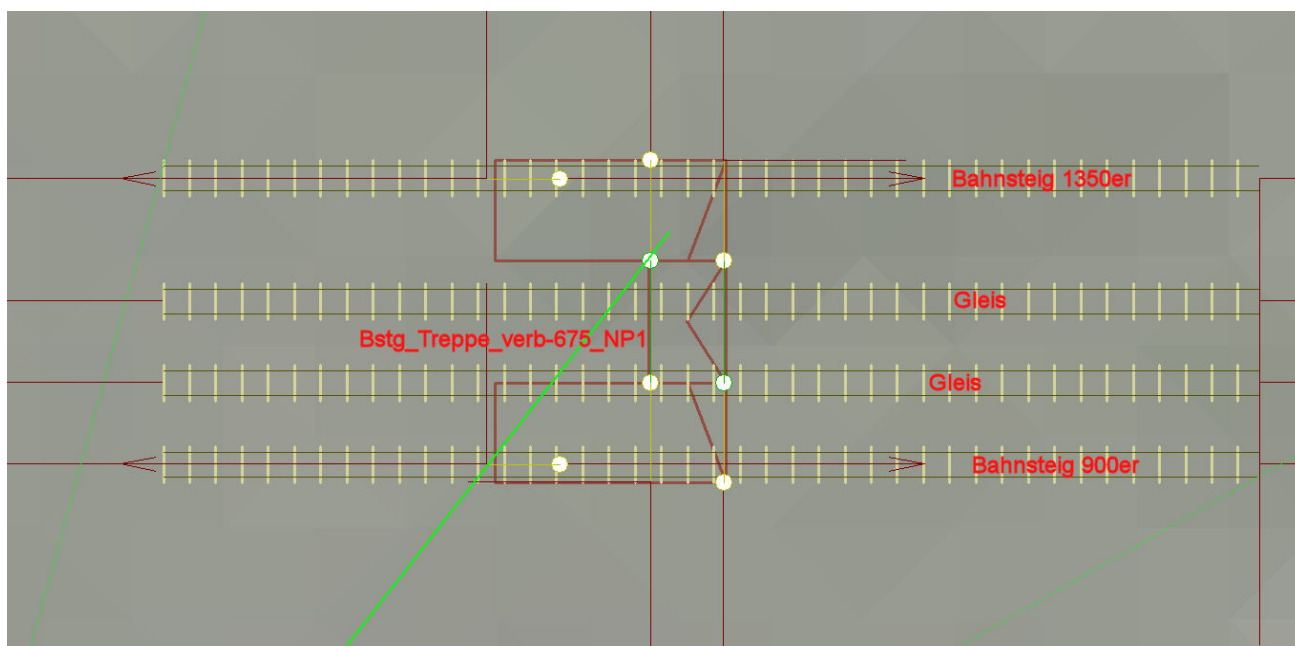 Bahnsteig 1350er
Gleis
Bstg_Treppe_verb-675_NP1
Gleis
Bahnsteig 900er